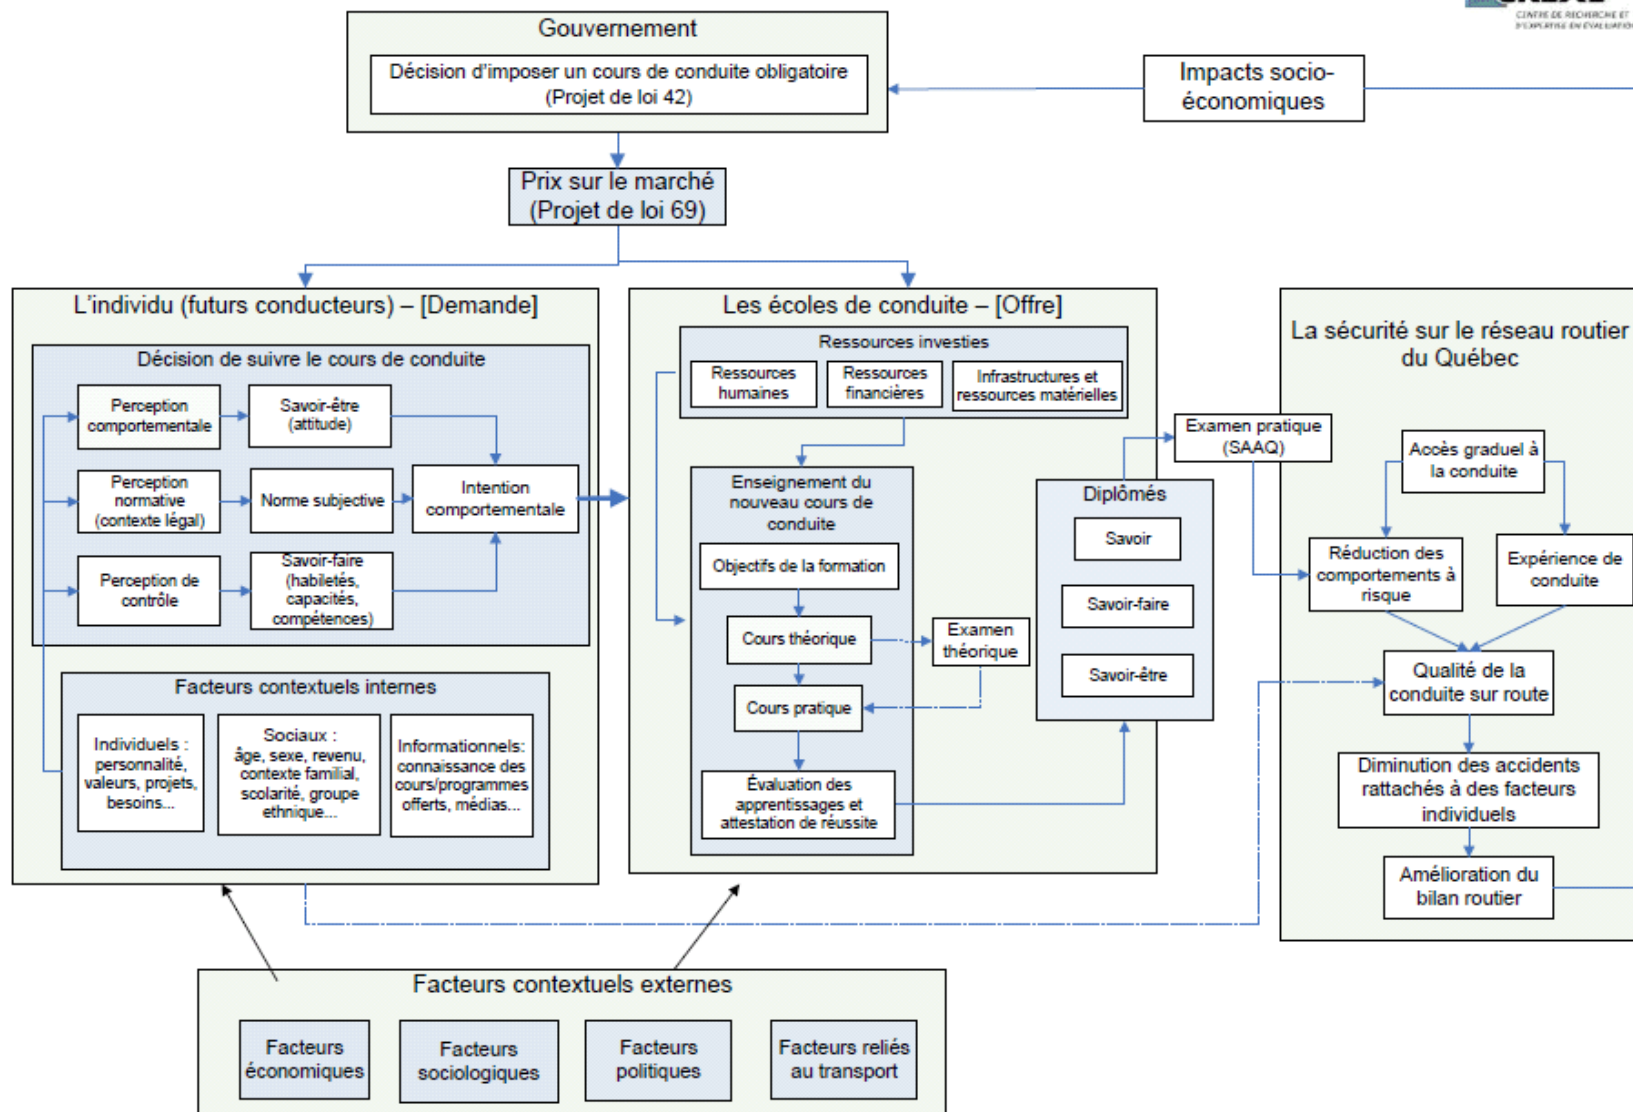 CENTRE DE RECHERCHE ET
D'EXPERTISE EN ÉVALUATION
Gouvernement
Décision d'imposer un cours de conduite obligatoire
(Projet de loi 42)
Impacts socio-
économiques
Prix sur le marché
(Projet de loi 69)
L'individu (futurs conducteurs) – [Demande]
Décision de suivre le cours de conduite
Perception
comportementale
Savoir-être
(attitude)
Perception
normative
(contexte légal)
Norme subjective
Intention
comportementale
Perception de
contrôle
Savoir-faire
(habiletés,
capacités,
compétences)
Facteurs contextuels internes
Individuels :
personnalité,
valeurs, projets,
besoins...
Sociaux :
âge, sexe, revenu,
contexte familial,
scolarité, groupe
ethnique...
Informationnels:
connaissance des
cours/programmes
offerts, médias...
Les écoles de conduite – [Offre]
Ressources investies
Ressources
humaines
Ressources
financières
Infrastructures et
ressources matérielles
Enseignement du
nouveau cours de
conduite
Objectifs de la formation
Cours théorique
Examen
théorique
Cours pratique
Évaluation des
apprentissages et
attestation de réussite
Diplômés
Savoir
Savoir-faire
Savoir-être
Examen pratique
(SAAQ)
La sécurité sur le réseau routier
du Québec
Accès graduel à
la conduite
Réduction des
comportements à
risque
Expérience de
conduite
Qualité de la
conduite sur route
Diminution des accidents
rattachés à des facteurs
individuels
Amélioration du
bilan routier
Facteurs contextuels externes
Facteurs
économiques
Facteurs
sociologiques
Facteurs
politiques
Facteurs reliés
au transport